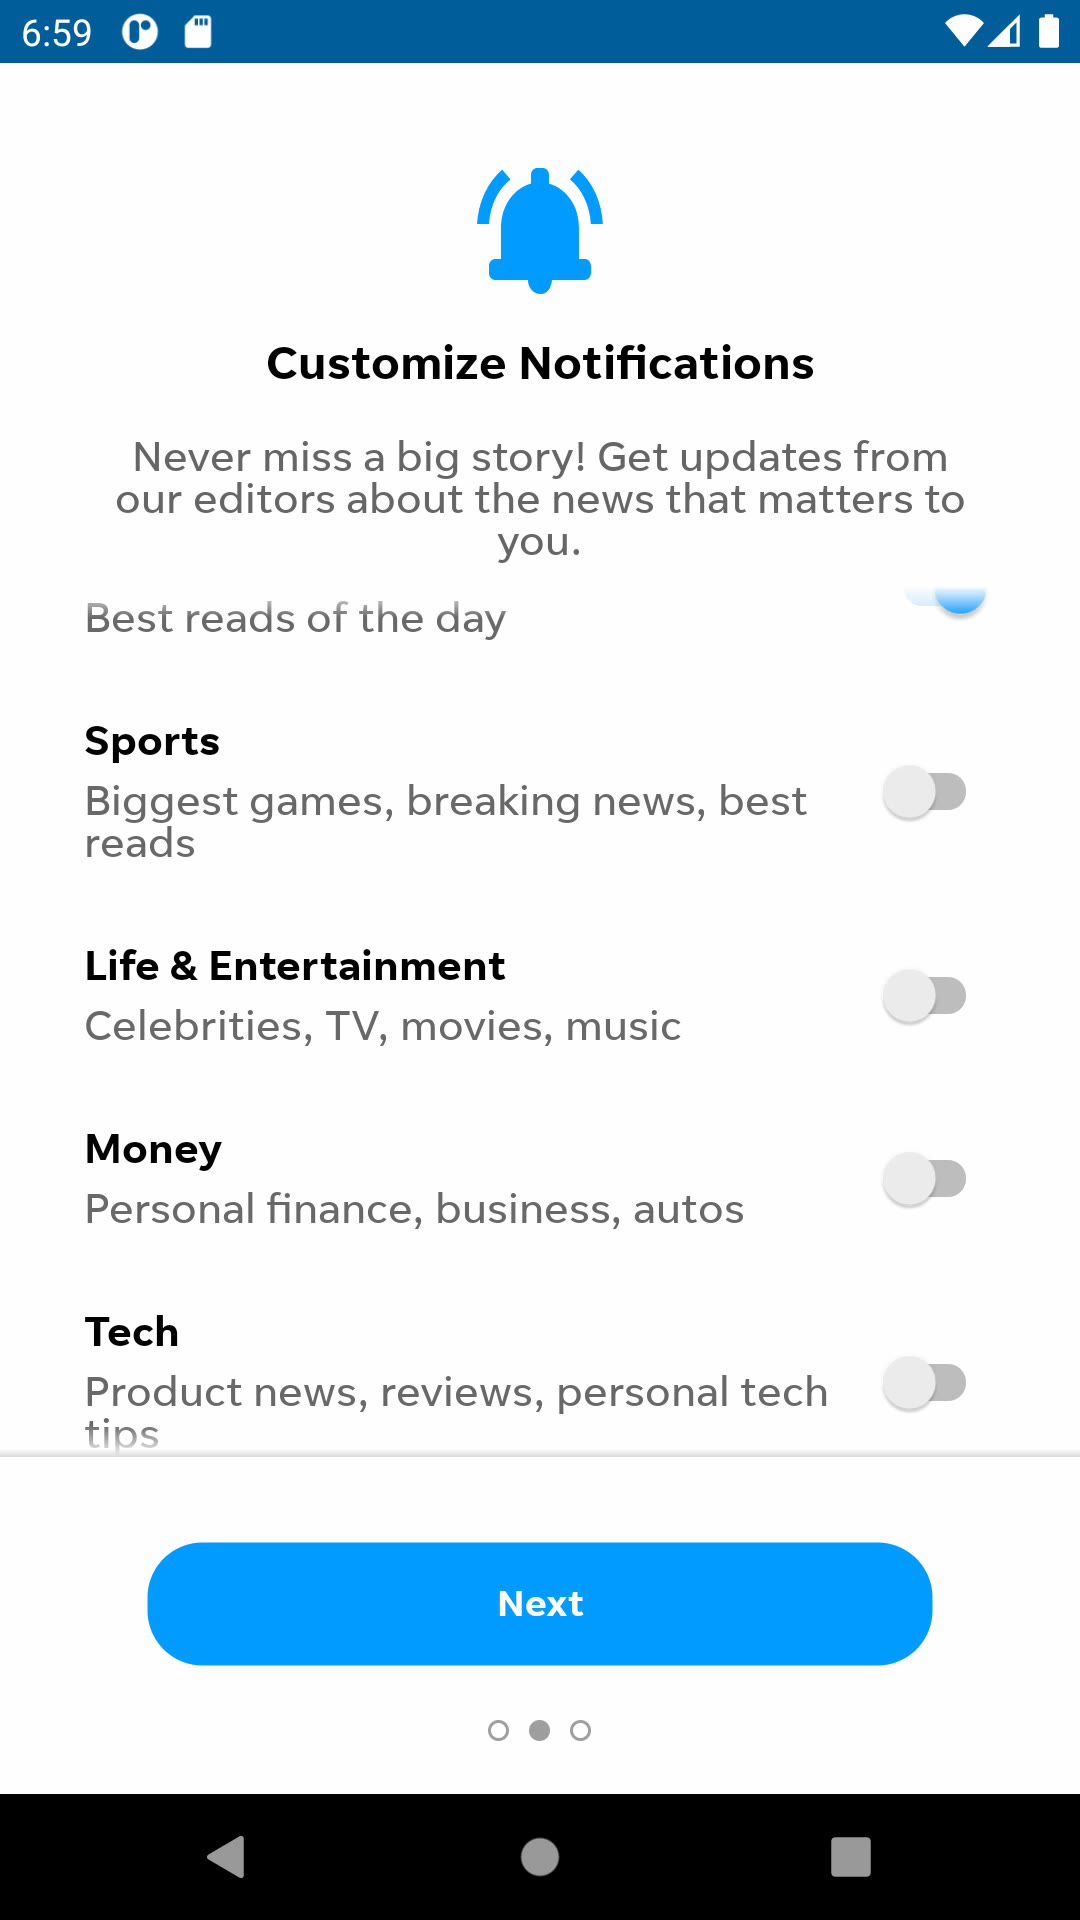 6:59
Customize Notifications
Never miss a big story! Get updates from
our editors about the news that matters to
you.
Best reads of the day
Sports
Biggest games, breaking news, best
reads
Life & Entertainment
Celebrities, TV, movies, music
Money
Personal finance, business, autos
Tech
Product news, reviews, personal tech
tips
Next